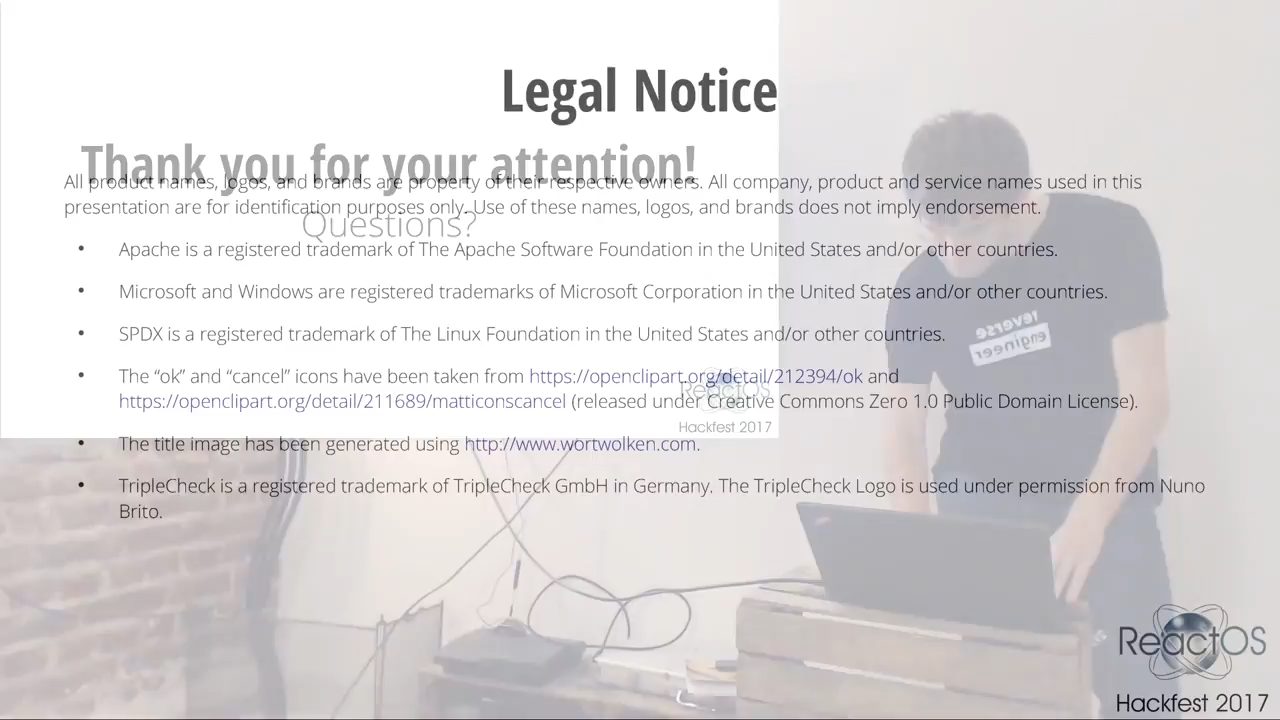 Legal Notice
Thank you for your attention!
All product names, logos, and brands are property of their respective owners. All company, product and service names used in this
presentation are for identification purposes only. Use of these names, logos, and brands does not imply endorsement.
Questions?
• Apache is a registered trademark of The Apache Software Foundation in the United States and/or other countries.
• Microsoft and Windows are registered trademarks of Microsoft Corporation in the United States and/or other countries.
reverse
engineer
• SPDX is a registered trademark of The Linux Foundation in the United States and/or other countries.
• The “ok” and “cancel” icons have been taken from https://openclipart.org/detail/212394/ok and
https://openclipart.org/detail/211689/matticonscancel (released under Creative Commons Zero 1.0 Public Domain License).
ReactOS
Hackfest 2017
• The title image has been generated using http://www.wortwolken.com.
• TripleCheck is a registered trademark of TripleCheck GmbH in Germany. The TripleCheck Logo is used under permission from Nuno
Brito.
ReactOS
Hackfest 2017